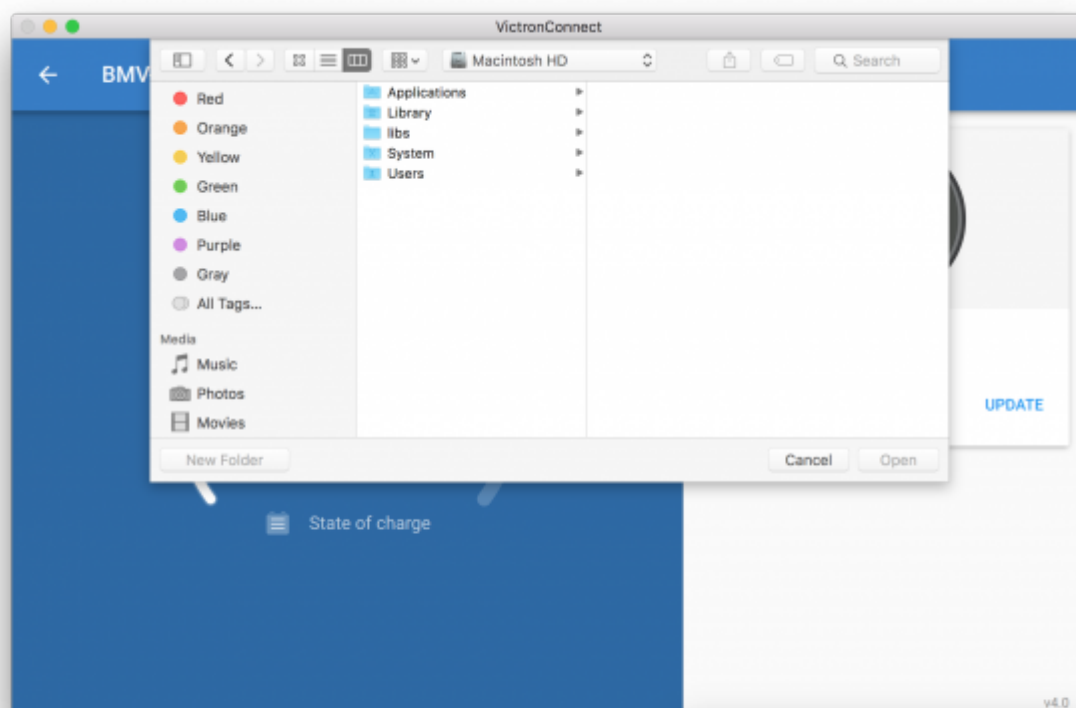 VictronConnect
BMV
Macintosh HD
Search
Red
Orange
Yellow
Green
Blue
Purple
Gray
All Tags...
Media
Music
Photos
Movies
Applications
Library
libs
System
Users
UPDATE
New Folder
Cancel
Open
State of charge
v4.0